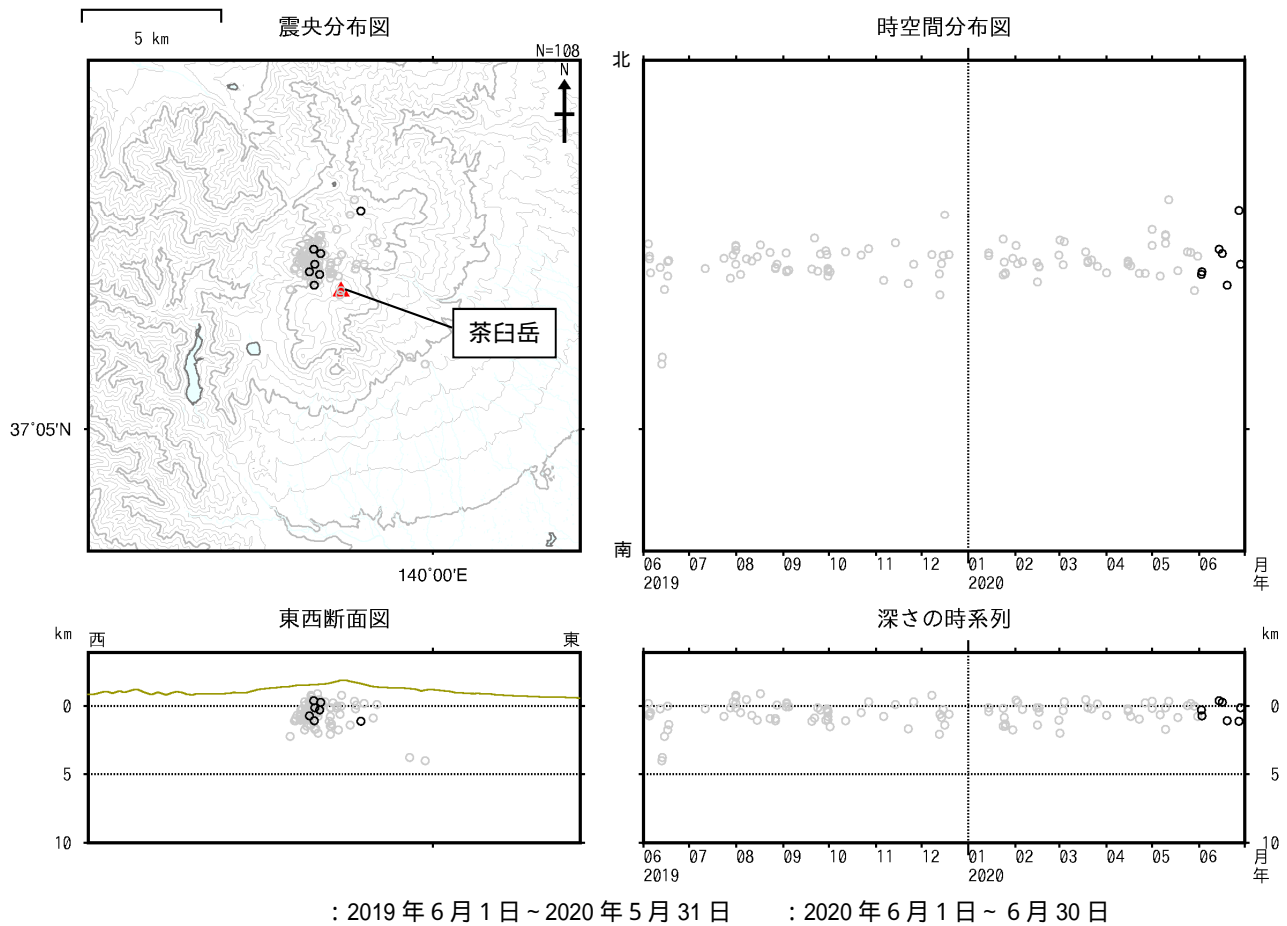 5 km
震央分布図
N=108
N
茶臼岳
37°05'N
140°00'E
時空間分布図
北
南
06 07 08 09 10 11 12 01 02 03 04 05 06 月
2019 2020 年
東西断面図
km
西 東
0
5
10
深さの時系列
km
0
5
10
06 07 08 09 10 11 12 01 02 03 04 05 06 月
2019 2020 年
：2019 年 6 月 1 日～2020 年 5 月 31 日 ：2020 年 6 月 1 日～ 6 月 30 日